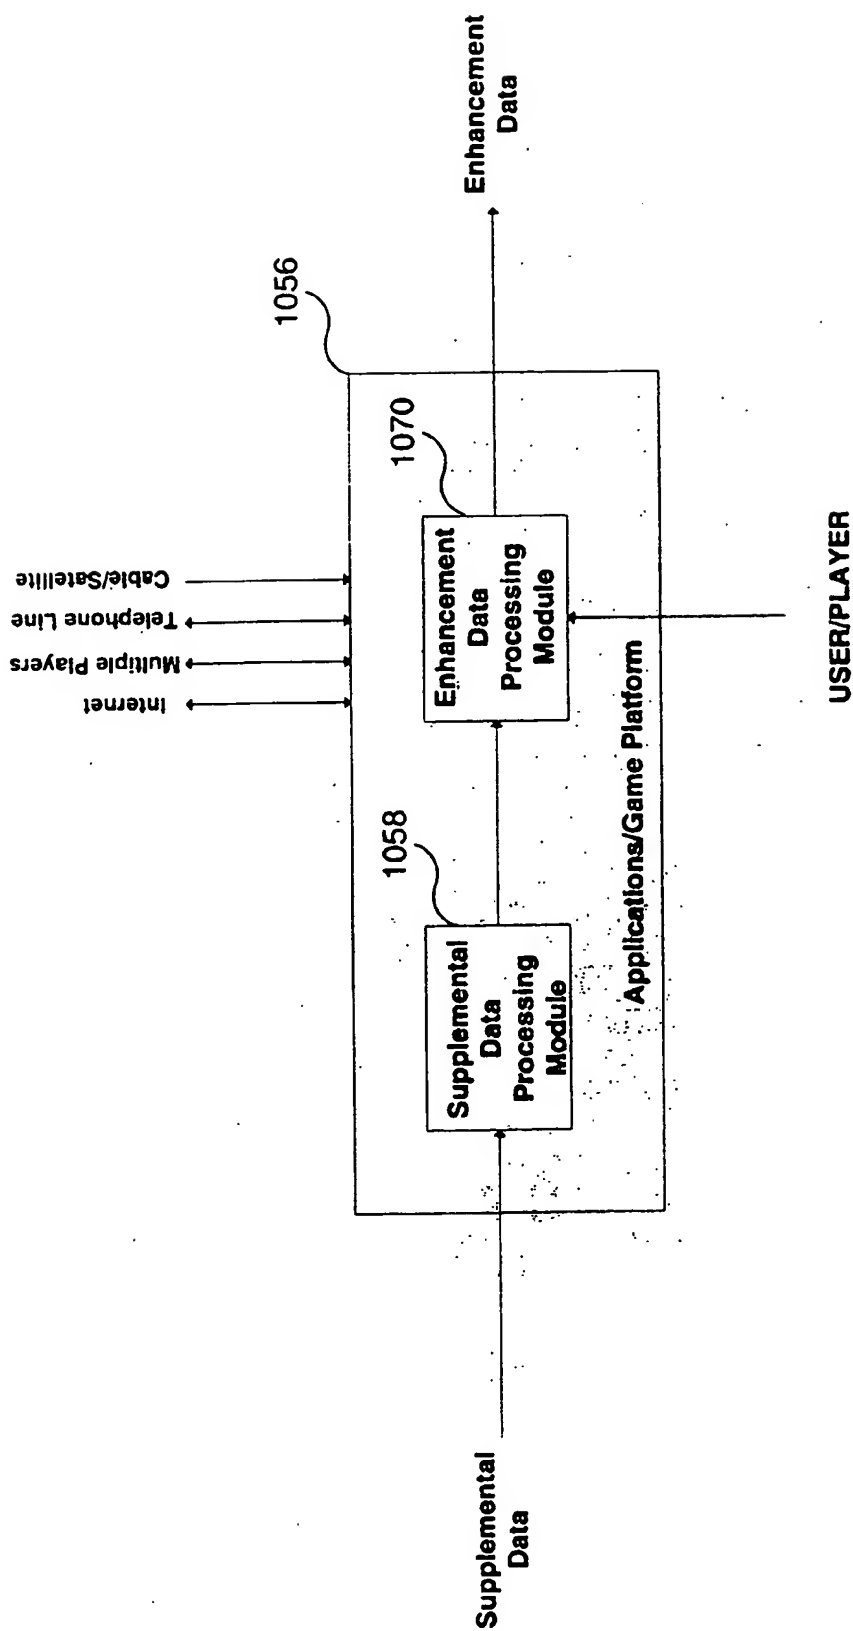 Internet
Multiple Players
Telephone Line
Cable/Satellite
1056
Supplemental
Data
1058
Supplemental
Data
Processing
Module
1070
Enhancement
Data
Processing
Module
Enhancement
Data
Applications/Game Platform
USER/PLAYER